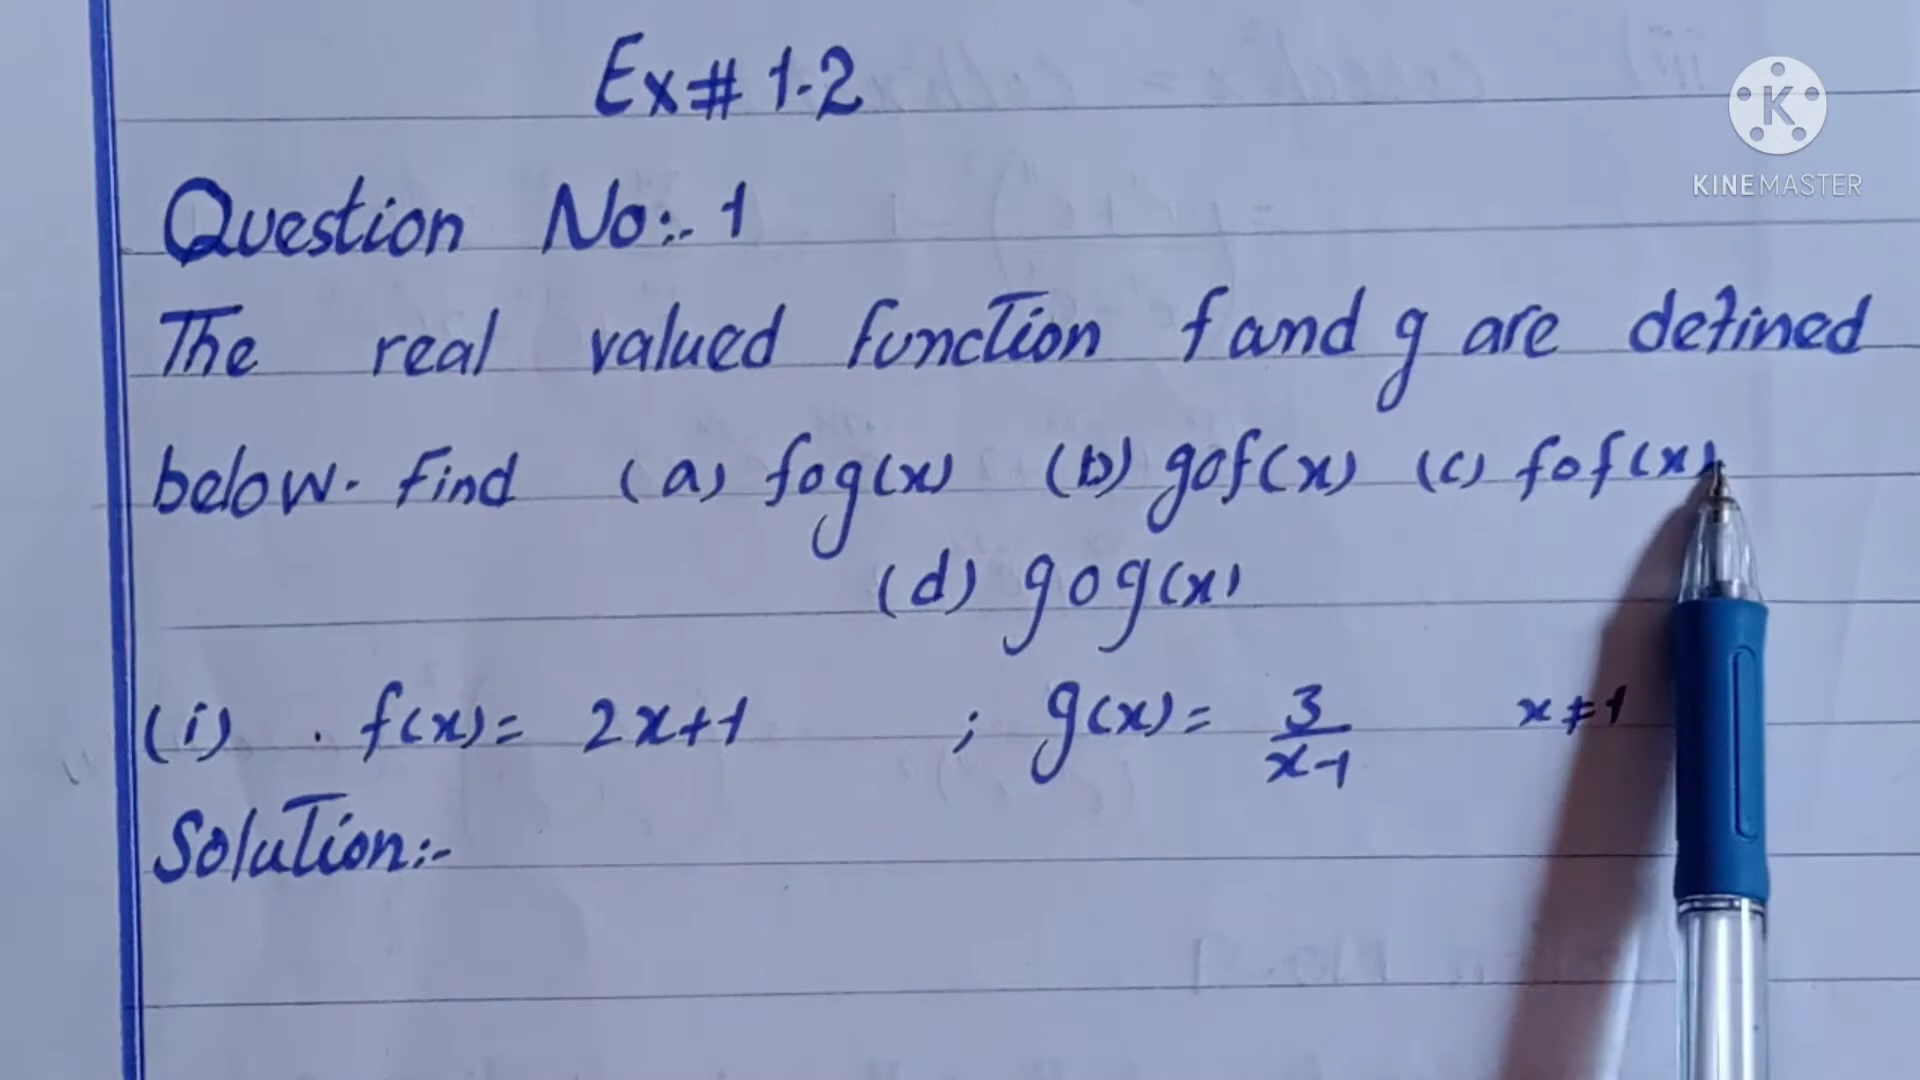 Ex# 1.2
K
KINEMASTER
Question No:- 1
The real valued function f and g are defined
below. Find (a) fog(x) (b) gof(x) (c) fof(x)
(d) gog(x)
(i) . f(x) = 2x+1 ; g(x) = 3/x-1 x≠1
Solution:-